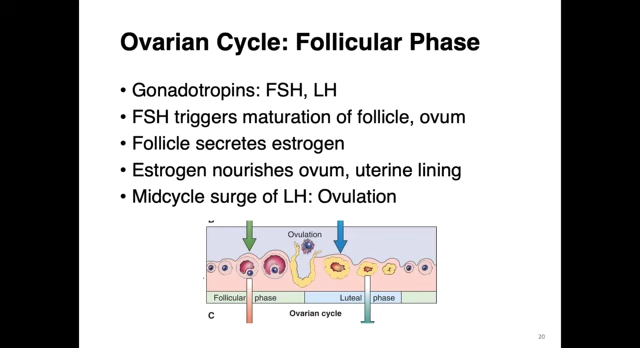 Ovarian Cycle: Follicular Phase
• Gonadotropins: FSH, LH
• FSH triggers maturation of follicle, ovum
• Follicle secretes estrogen
• Estrogen nourishes ovum, uterine lining
• Midcycle surge of LH: Ovulation
Ovulation
Follicular phase
Luteal phase
C
Ovarian cycle
20